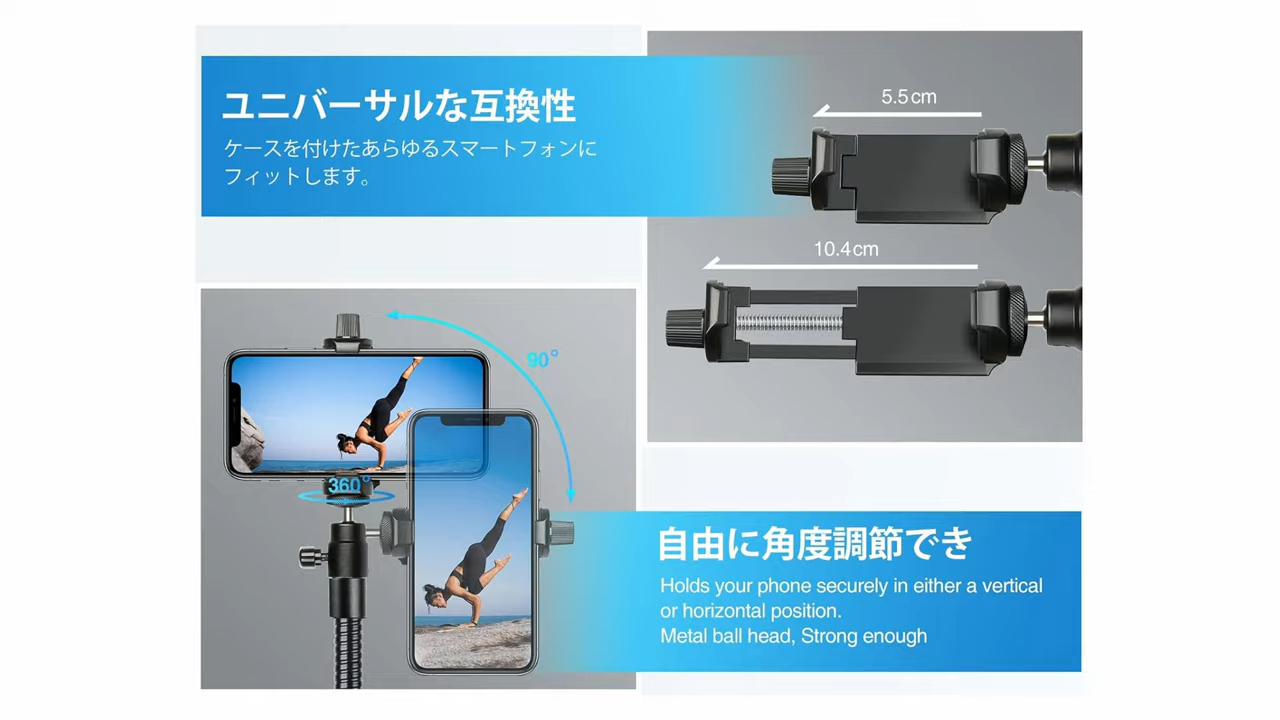 ユニバーサルな互換性
ケースを付けたあらゆるスマートフォンに
フィットします。
5.5cm
10.4cm
90°
360°
自由に角度調節でき
Holds your phone securely in either a vertical
or horizontal position.
Metal ball head, Strong enough